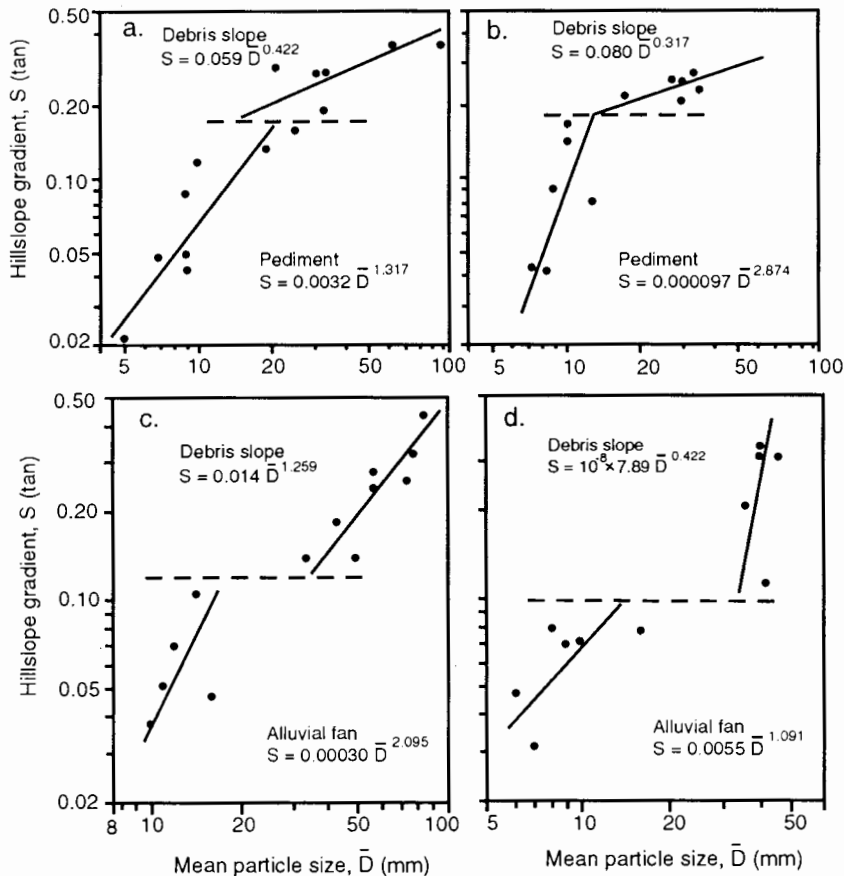 a.
Debris slope
S = 0.059 D̄^0.422
Pediment
S = 0.0032 D̄^1.317
Hillslope gradient, S (tan)
0.50
0.20
0.10
0.05
0.02
5 10 20 50 100
b.
Debris slope
S = 0.080 D̄^0.317
Pediment
S = 0.000097 D̄^2.874
5 10 20 50 100
c.
Debris slope
S = 0.014 D̄^1.259
Alluvial fan
S = 0.00030 D̄^2.095
Hillslope gradient, S (tan)
0.50
0.20
0.10
0.05
0.02
8 10 20 50 100
Mean particle size, D̄ (mm)
d.
Debris slope
S = 10^-8 × 7.89 D̄^0.422
Alluvial fan
S = 0.0055 D̄^1.091
5 10 20 50
Mean particle size, D̄ (mm)